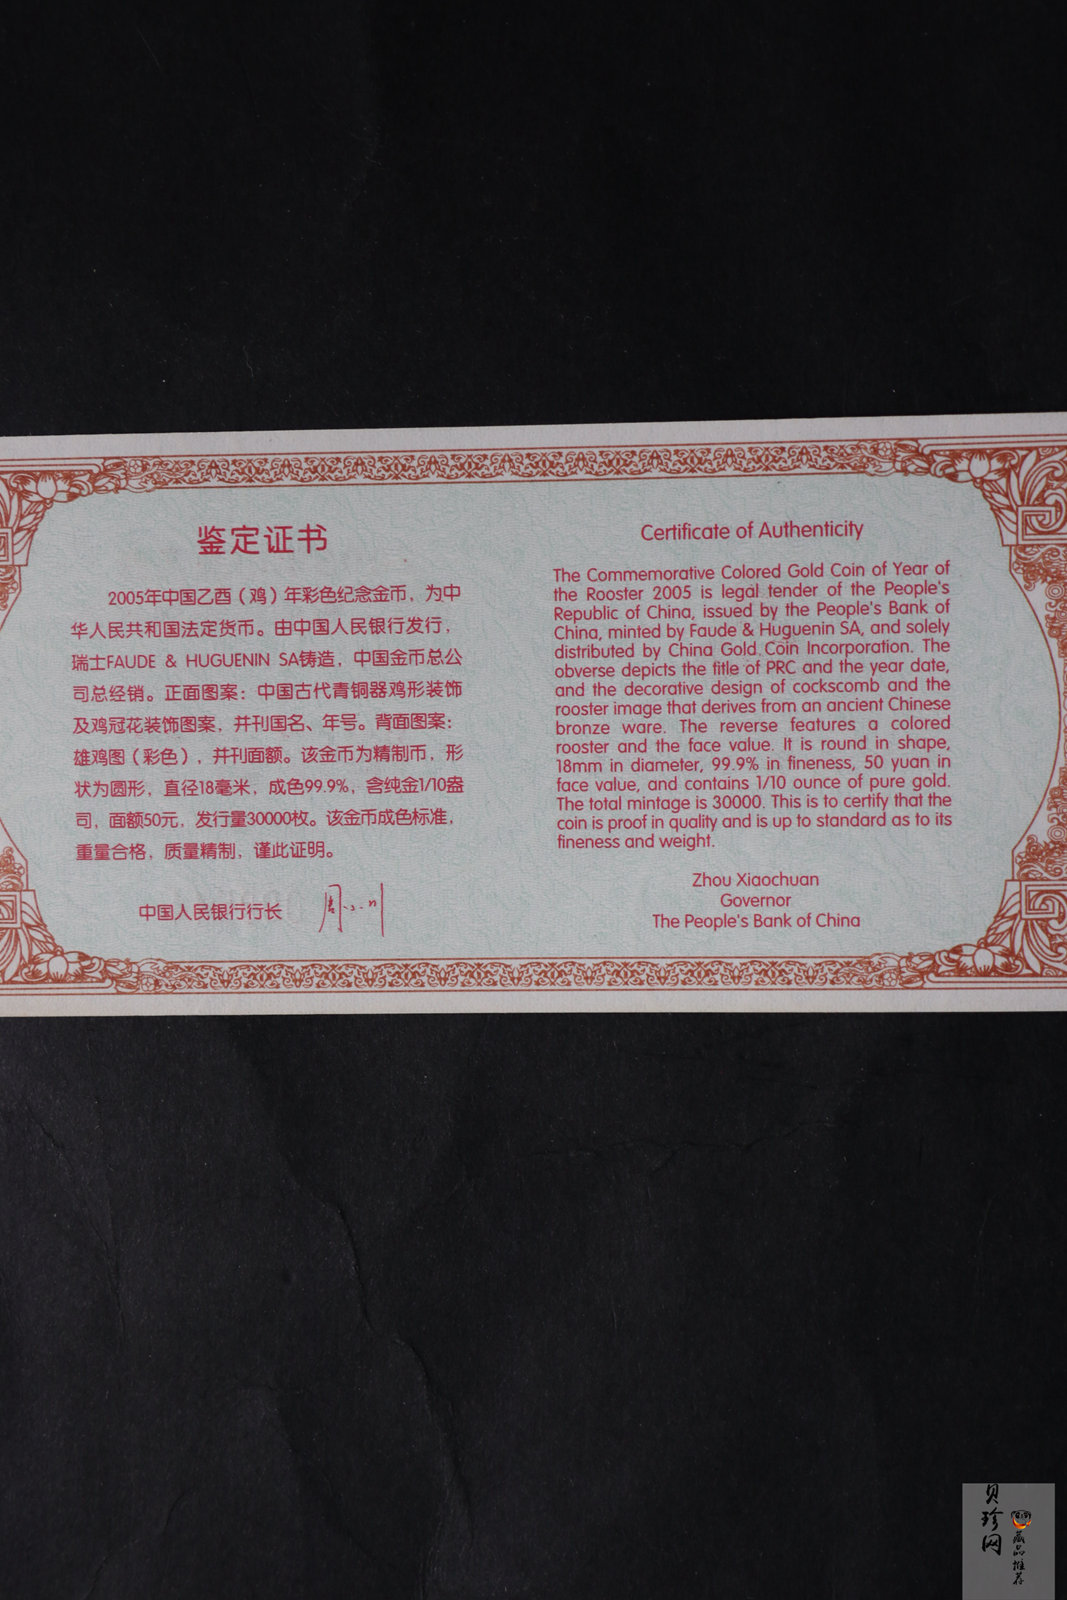 鉴定证书
2005年中国乙酉（鸡）年彩色纪念金币，为中
华人民共和国法定货币。由中国人民银行发行，
瑞士FAUDE & HUGUENIN SA铸造，中国金币总公
司总经销。正面图案：中国古代青铜器鸡形装饰
及鸡冠花装饰图案，并刊国名、年号。背面图案：
雄鸡图（彩色），并刊面额。该金币为精制币，形
状为圆形，直径18毫米，成色99.9%，含纯金1/10盎
司，面额50元，发行量30000枚。该金币成色标准，
重量合格，质量精制，谨此证明。
中国人民银行行长
Certificate of Authenticity
The Commemorative Colored Gold Coin of Year of
the Rooster 2005 is legal tender of the People's
Republic of China, issued by the People's Bank of
China, minted by Faude & Huguenin SA, and solely
distributed by China Gold Coin Incorporation. The
obverse depicts the title of PRC and the year date,
and the decorative design of cockscomb and the
rooster image that derives from an ancient Chinese
bronze ware. The reverse features a colored
rooster and the face value. It is round in shape,
18mm in diameter, 99.9% in fineness, 50 yuan in
face value, and contains 1/10 ounce of pure gold.
The total mintage is 30000. This is to certify that the
coin is proof in quality and is up to standard as to its
fineness and weight.
Zhou Xiaochuan
Governor
The People's Bank of China
贝珍网
藏品推荐